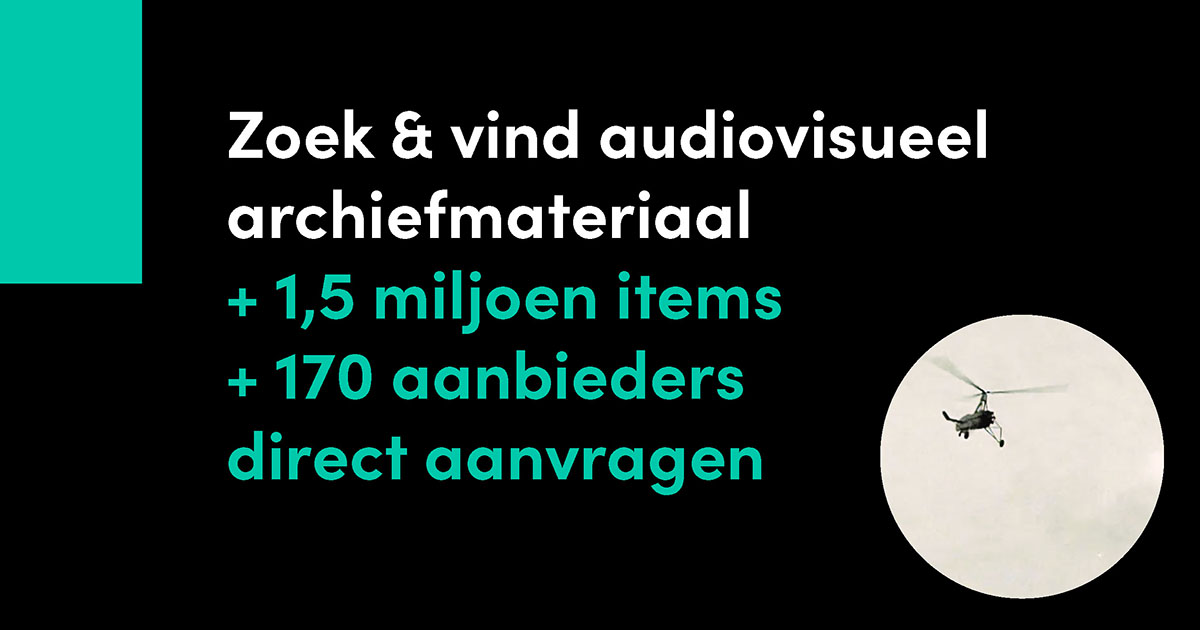 Zoek & vind audiovisueel
archiefmateriaal
+ 1,5 miljoen items
+ 170 aanbieders
direct aanvragen